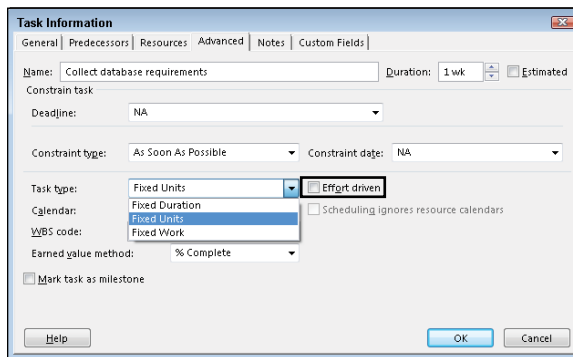 Task Information
General Predecessors Resources Advanced Notes Custom Fields
Name: Collect database requirements Duration: 1 wk Estimated
Constrain task
Deadline: NA
Constraint type: As Soon As Possible Constraint date: NA
Task type: Fixed Units Effort driven
Fixed Duration
Calendar: Fixed Units Scheduling ignores resource calendars
WBS code: Fixed Work
Earned value method: % Complete
Mark task as milestone
Help OK Cancel